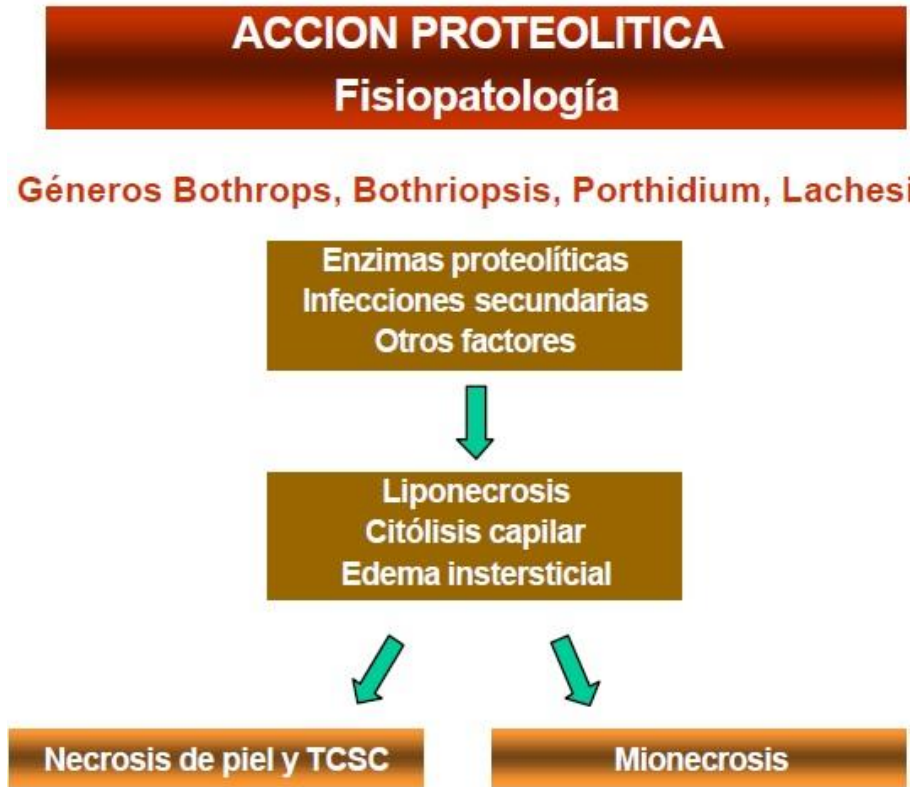 ACCION PROTEOLITICA
Fisiopatología
Géneros Bothrops, Bothriopsis, Porthidium, Lachesi
Enzimas proteolíticas
Infecciones secundarias
Otros factores
Liponecrosis
Citólisis capilar
Edema instersticial
Necrosis de piel y TCSC
Mionecrosis